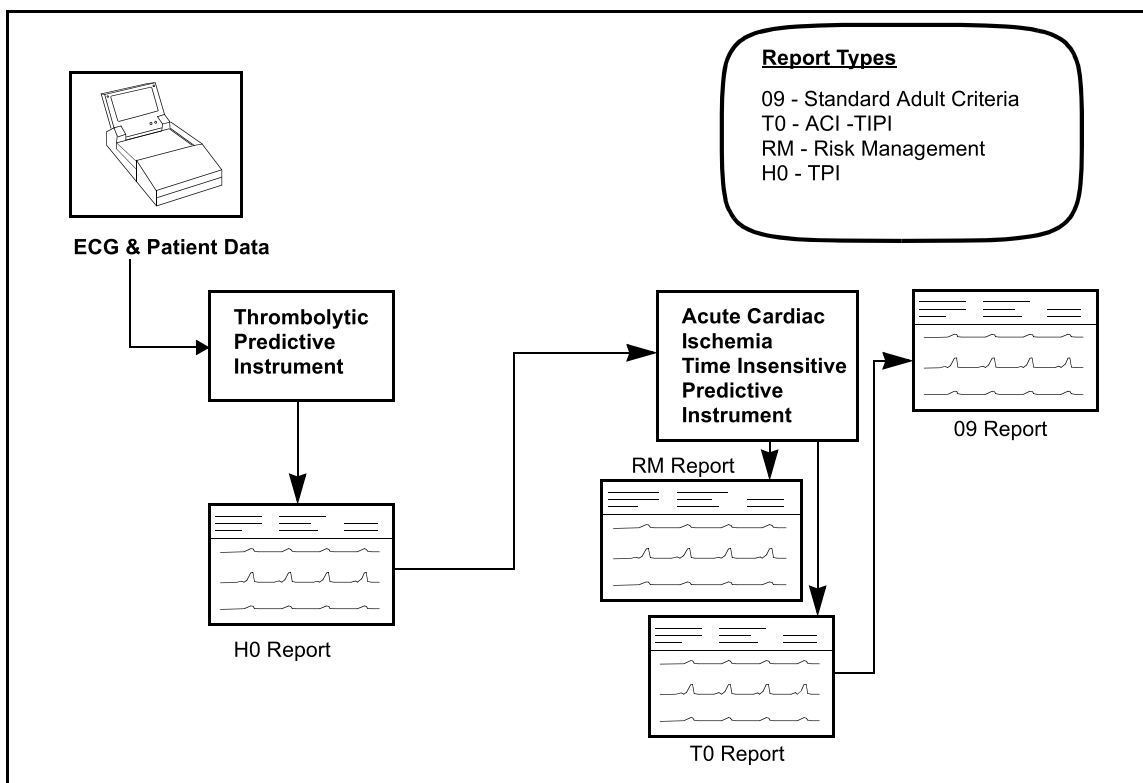 Report Types
09 - Standard Adult Criteria
T0 - ACI -TIPI
RM - Risk Management
H0 - TPI
ECG & Patient Data
Thrombolytic
Predictive
Instrument
Acute Cardiac
Ischemia
Time Insensitive
Predictive
Instrument
09 Report
RM Report
H0 Report
T0 Report